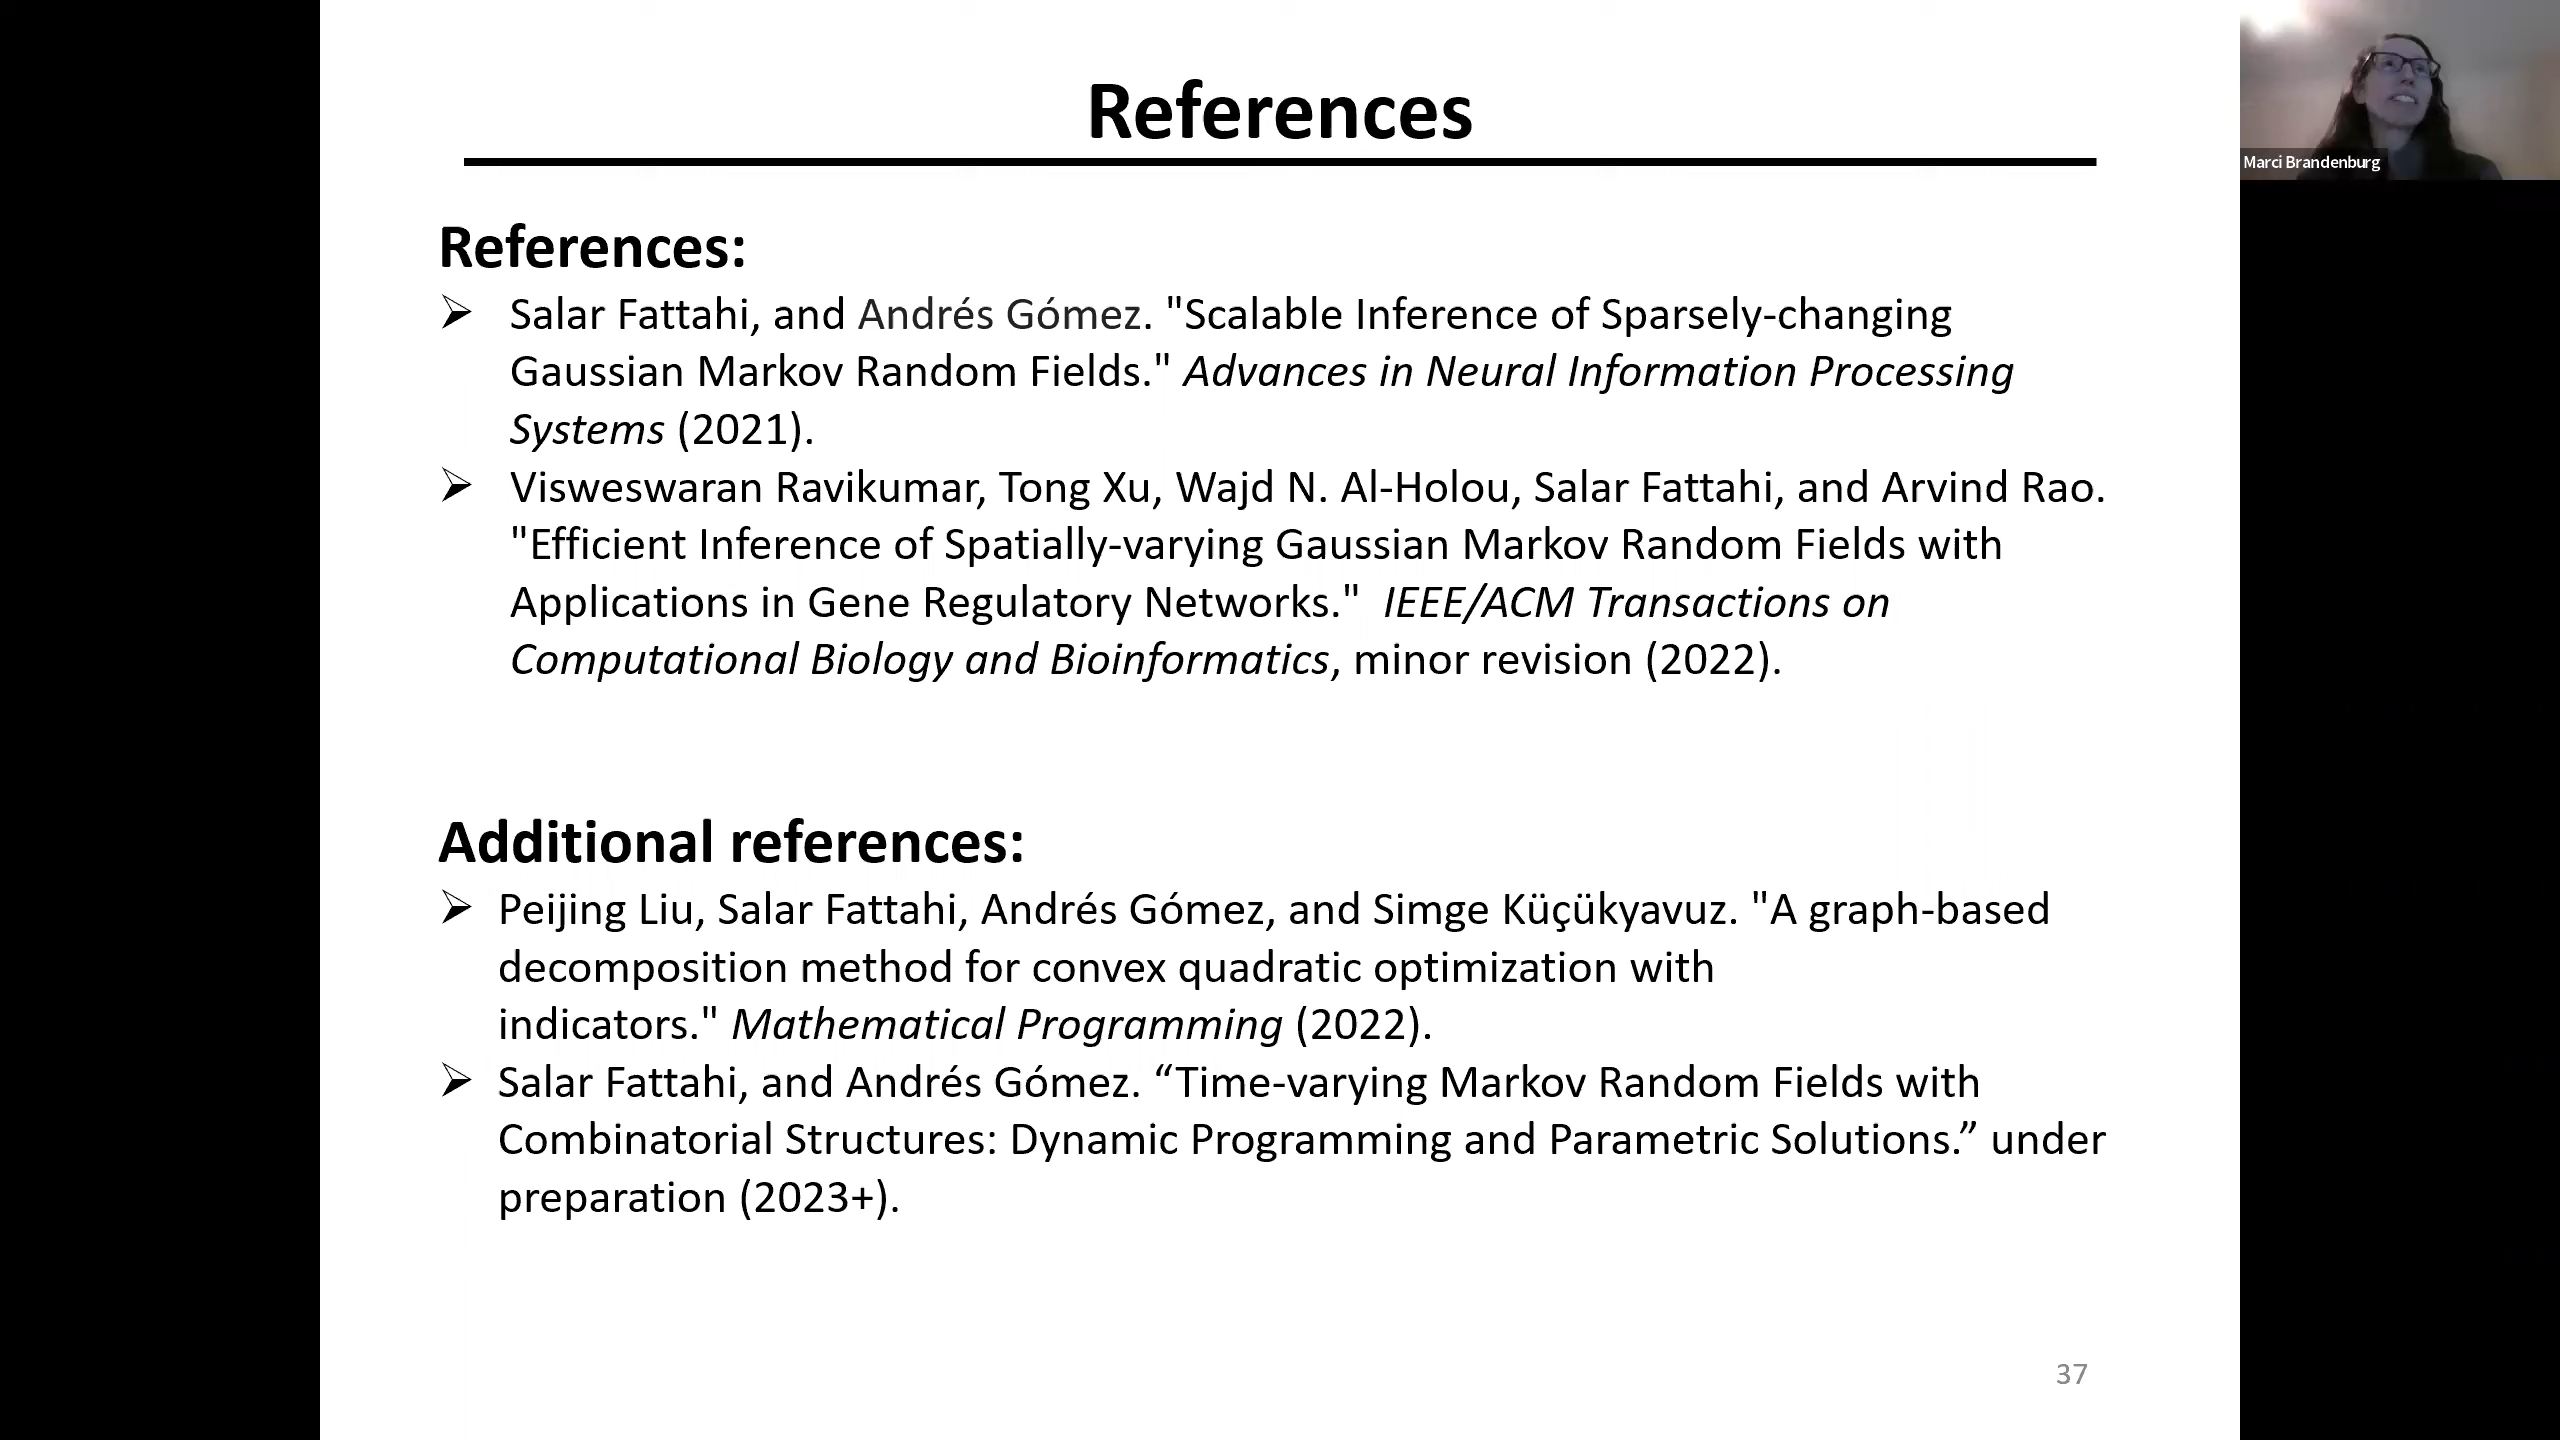 References
Marci Brandenburg
References:
➢ Salar Fattahi, and Andrés Gómez. "Scalable Inference of Sparsely-changing
Gaussian Markov Random Fields." Advances in Neural Information Processing
Systems (2021).
➢ Visweswaran Ravikumar, Tong Xu, Wajd N. Al-Holou, Salar Fattahi, and Arvind Rao.
"Efficient Inference of Spatially-varying Gaussian Markov Random Fields with
Applications in Gene Regulatory Networks." IEEE/ACM Transactions on
Computational Biology and Bioinformatics, minor revision (2022).
Additional references:
➢ Peijing Liu, Salar Fattahi, Andrés Gómez, and Simge Küçükyavuz. "A graph-based
decomposition method for convex quadratic optimization with
indicators." Mathematical Programming (2022).
➢ Salar Fattahi, and Andrés Gómez. “Time-varying Markov Random Fields with
Combinatorial Structures: Dynamic Programming and Parametric Solutions.” under
preparation (2023+).
37